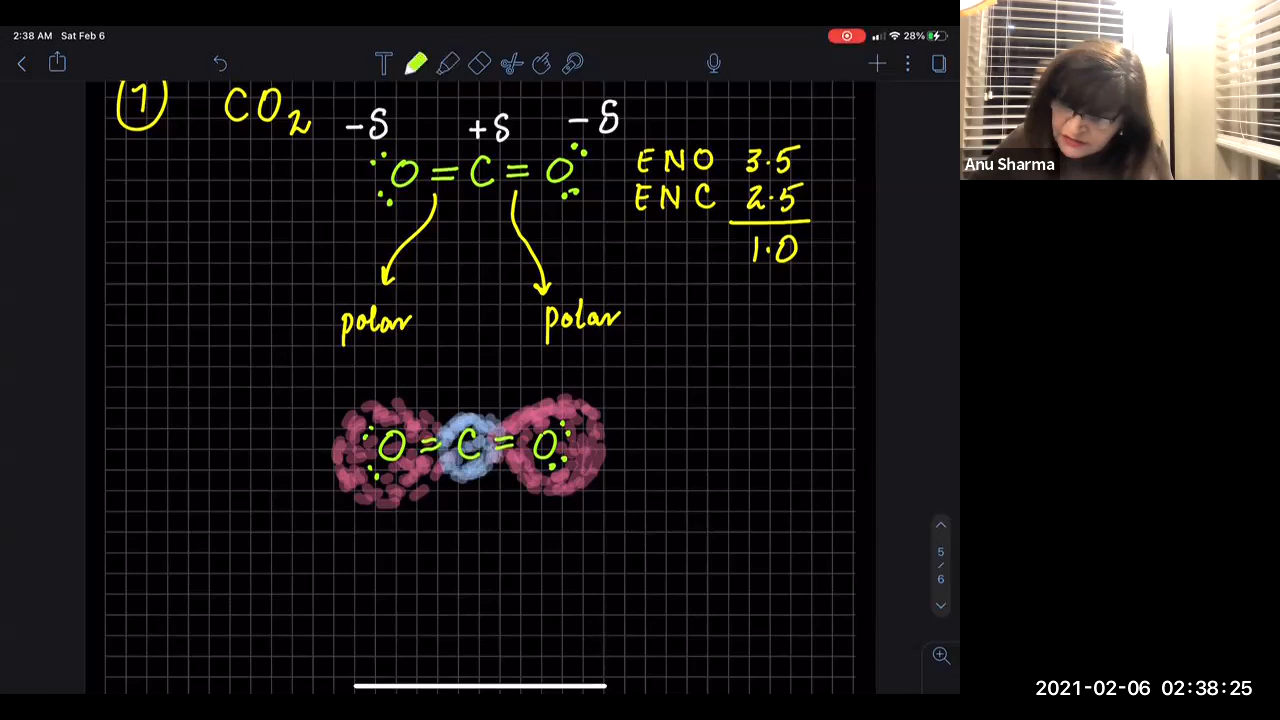 2:38 AM Sat Feb 6
28%
T
1 CO2
-δ +δ -δ
O = C = O
ENO 3.5
ENC 2.5
1.0
polar polar
O = C = O
5
/
6
Anu Sharma
2021-02-06 02:38:25